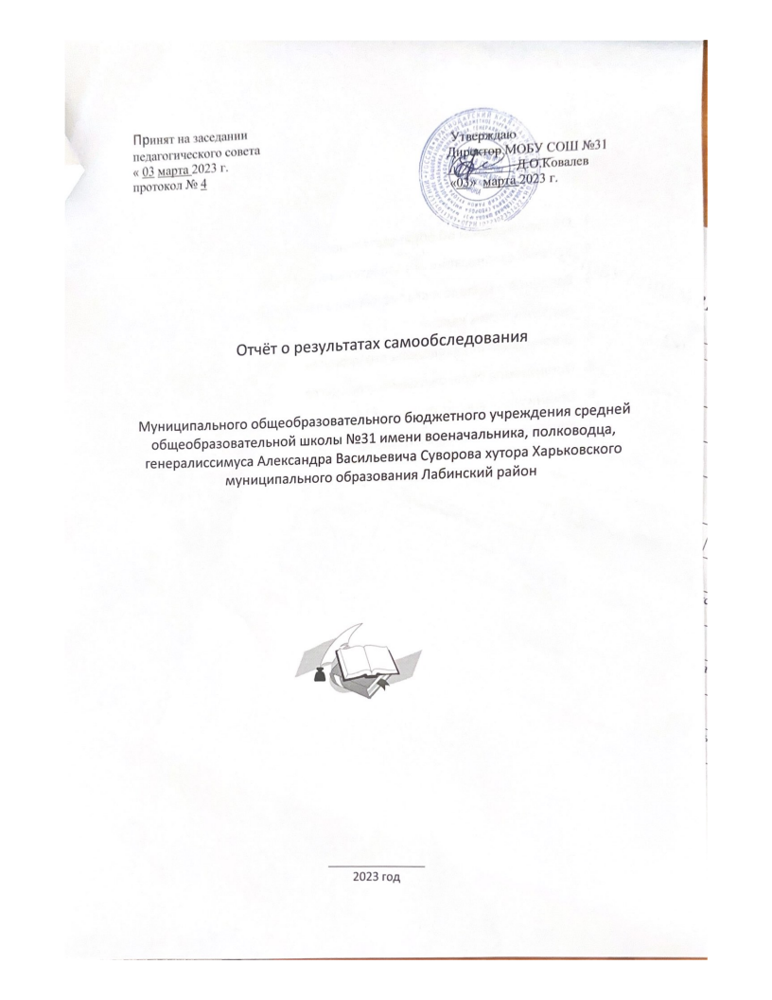 Принят на заседании
педагогического совета
« 03 марта 2023 г.
протокол № 4
Утверждаю
Директор МОБУ СОШ №31
Д.О.Ковалев
«03» марта 2023 г.
Отчёт о результатах самообследования
Муниципального общеобразовательного бюджетного учреждения средней
общеобразовательной школы №31 имени военачальника, полководца,
генералиссимуса Александра Васильевича Суворова хутора Харьковского
муниципального образования Лабинский район
2023 год